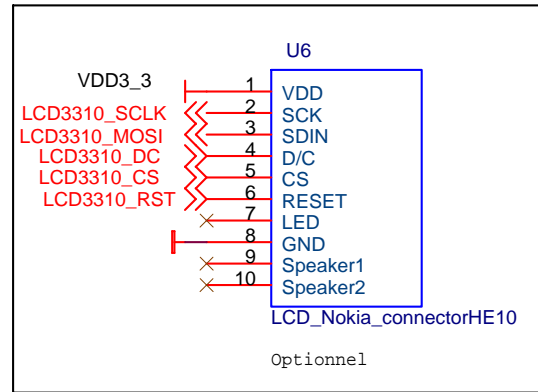 U6
VDD3_3 1 VDD
LCD3310_SCLK 2 SCK
LCD3310_MOSI 3 SDIN
LCD3310_DC 4 D/C
LCD3310_CS 5 CS
LCD3310_RST 6 RESET
7 LED
8 GND
9 Speaker1
10 Speaker2
LCD_Nokia_connectorHE10
Optionnel